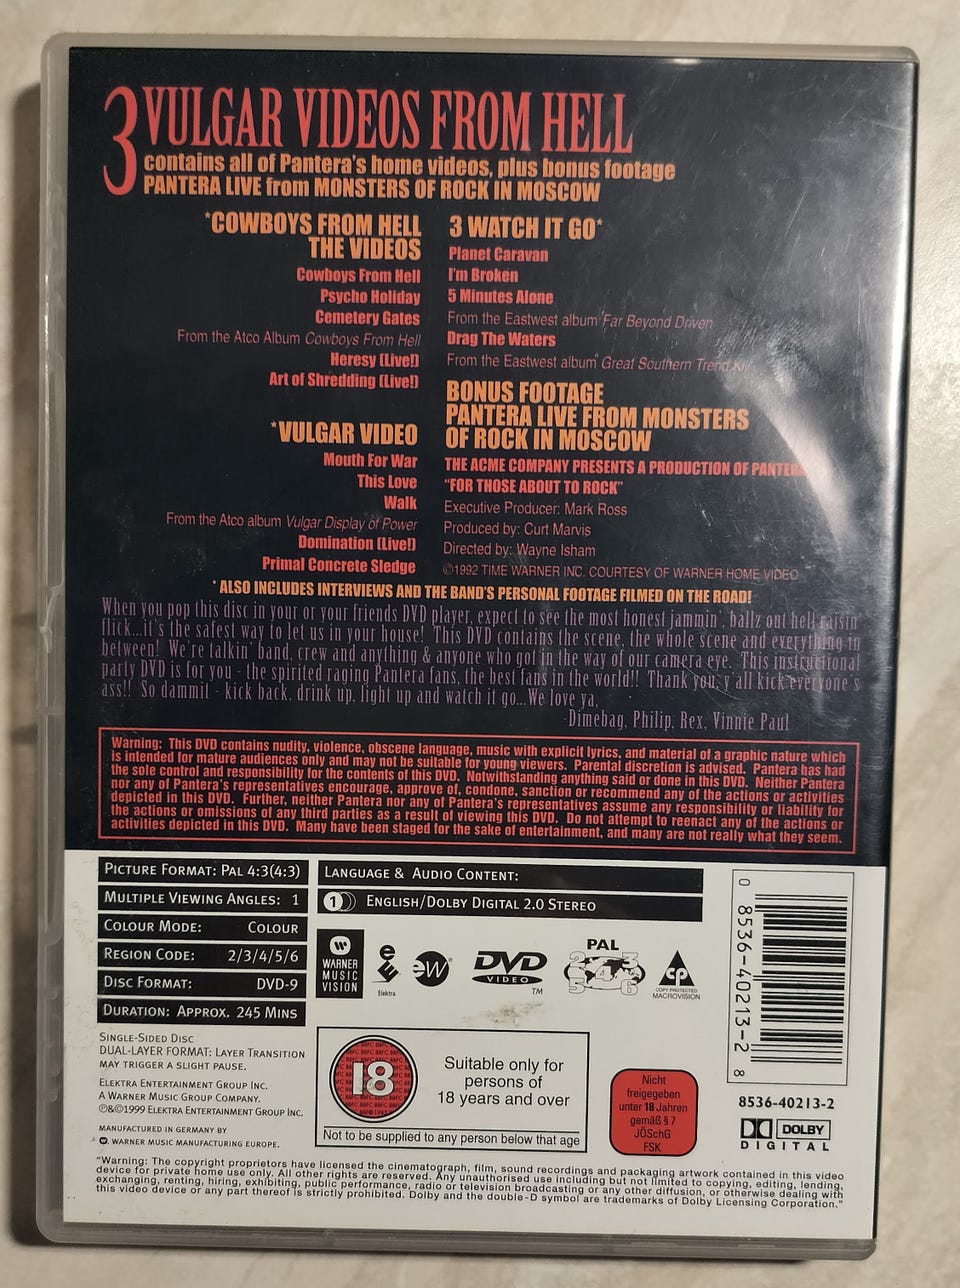 3 VULGAR VIDEOS FROM HELL
contains all of Pantera's home videos, plus bonus footage
PANTERA LIVE from MONSTERS OF ROCK IN MOSCOW
*COWBOYS FROM HELL
THE VIDEOS
Cowboys From Hell
Psycho Holiday
Cemetery Gates
From the Atco Album Cowboys From Hell
Heresy (Live!)
Art of Shredding (Live!)
*VULGAR VIDEO
Mouth For War
This Love
Walk
From the Atco album Vulgar Display of Power
Domination (Live!)
Primal Concrete Sledge
3 WATCH IT GO*
Planet Caravan
I'm Broken
5 Minutes Alone
From the Eastwest album Far Beyond Driven
Drag The Waters
From the Eastwest album Great Southern Trend Kill
BONUS FOOTAGE
PANTERA LIVE FROM MONSTERS
OF ROCK IN MOSCOW
THE ACME COMPANY PRESENTS A PRODUCTION OF PANTERA
"FOR THOSE ABOUT TO ROCK"
Executive Producer: Mark Ross
Produced by: Curt Marvis
Directed by: Wayne Isham
©1992 TIME WARNER INC. COURTESY OF WARNER HOME VIDEO
* ALSO INCLUDES INTERVIEWS AND THE BAND'S PERSONAL FOOTAGE FILMED ON THE ROAD!
When you pop this disc in your or your friends DVD player, expect to see the most honest jammin', ballz out hell raisin'
flick...it's the safest way to let us in your house! This DVD contains the scene, the whole scene and everything in
between! We're talkin' band, crew and anything & anyone who got in the way of our camera eye. This instructional
party DVD is for you - the spirited raging Pantera fans, the best fans in the world!! Thank you, y'all kick everyone's
ass!! So dammit - kick back, drink up, light up and watch it go...We love ya,
-Dimebag, Philip, Rex, Vinnie Paul
Warning: This DVD contains nudity, violence, obscene language, music with explicit lyrics, and material of a graphic nature which
is intended for mature audiences only and may not be suitable for young viewers. Parental discretion is advised. Pantera has had
the sole control and responsibility for the contents of this DVD. Notwithstanding anything said or done in this DVD. Neither Pantera
nor any of Pantera's representatives encourage, approve of, condone, sanction or recommend any of the actions or activities
depicted in this DVD. Further, neither Pantera nor any of Pantera's representatives assume any responsibility or liability for
the actions or omissions of any third parties as a result of viewing this DVD. Do not attempt to reenact any of the actions or
activities depicted in this DVD. Many have been staged for the sake of entertainment, and many are not really what they seem.
PICTURE FORMAT: PAL 4:3(4:3)
MULTIPLE VIEWING ANGLES: 1
COLOUR MODE: COLOUR
REGION CODE: 2/3/4/5/6
DISC FORMAT: DVD-9
DURATION: APPROX. 245 MINS
LANGUAGE & AUDIO CONTENT:
1 ENGLISH/DOLBY DIGITAL 2.0 STEREO
WARNER
MUSIC
VISION
Elektra
ew
DVD
VIDEO
TM
PAL
2 3
4
5 6
CP
COPY PROTECTED
MACROVISION
0 8536-40213-2 8
SINGLE-SIDED DISC
DUAL-LAYER FORMAT: LAYER TRANSITION
MAY TRIGGER A SLIGHT PAUSE.
ELEKTRA ENTERTAINMENT GROUP INC.
A WARNER MUSIC GROUP COMPANY.
℗&©1999 ELEKTRA ENTERTAINMENT GROUP INC.
MANUFACTURED IN GERMANY BY
WARNER MUSIC MANUFACTURING EUROPE.
18
Suitable only for
persons of
18 years and over
Not to be supplied to any person below that age
Nicht
freigegeben
unter 18 Jahren
gemäß § 7
JÖSchG
FSK
8536-40213-2
DOLBY
DIGITAL
"Warning: The copyright proprietors have licensed the cinematograph, film, sound recordings and packaging artwork contained in this video
device for private home use only. All other rights are reserved. Any unauthorised use including but not limited to copying, editing, lending,
exchanging, renting, hiring, exhibiting, public performance, radio or television broadcasting or any other diffusion, or otherwise dealing with
this video device or any part thereof is strictly prohibited. Dolby and the double-D symbol are trademarks of Dolby Licensing Corporation."